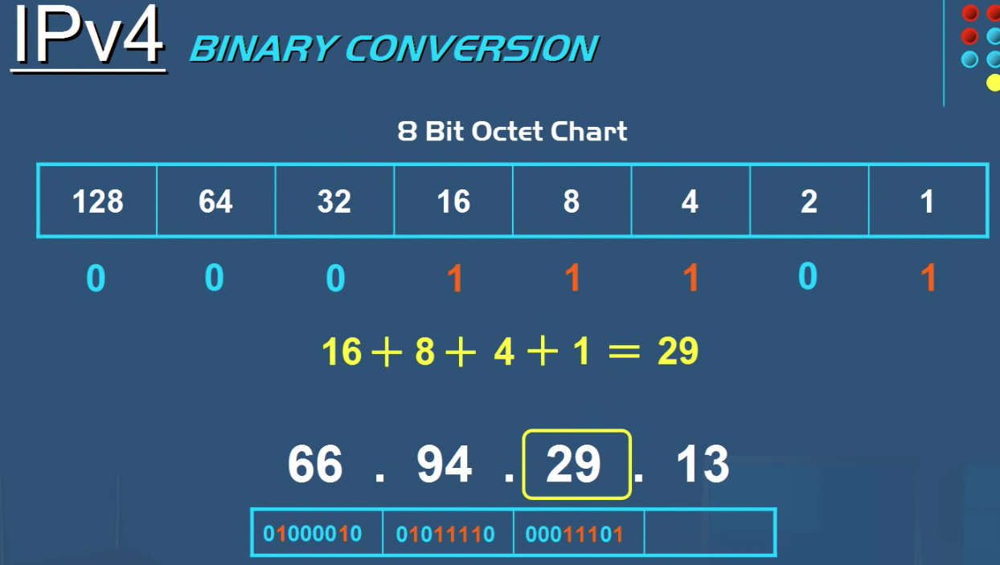 IPv4 BINARY CONVERSION
8 Bit Octet Chart
128 64 32 16 8 4 2 1
0 0 0 1 1 1 0 1
16 + 8 + 4 + 1 = 29
66 . 94 . 29 . 13
01000010 01011110 00011101